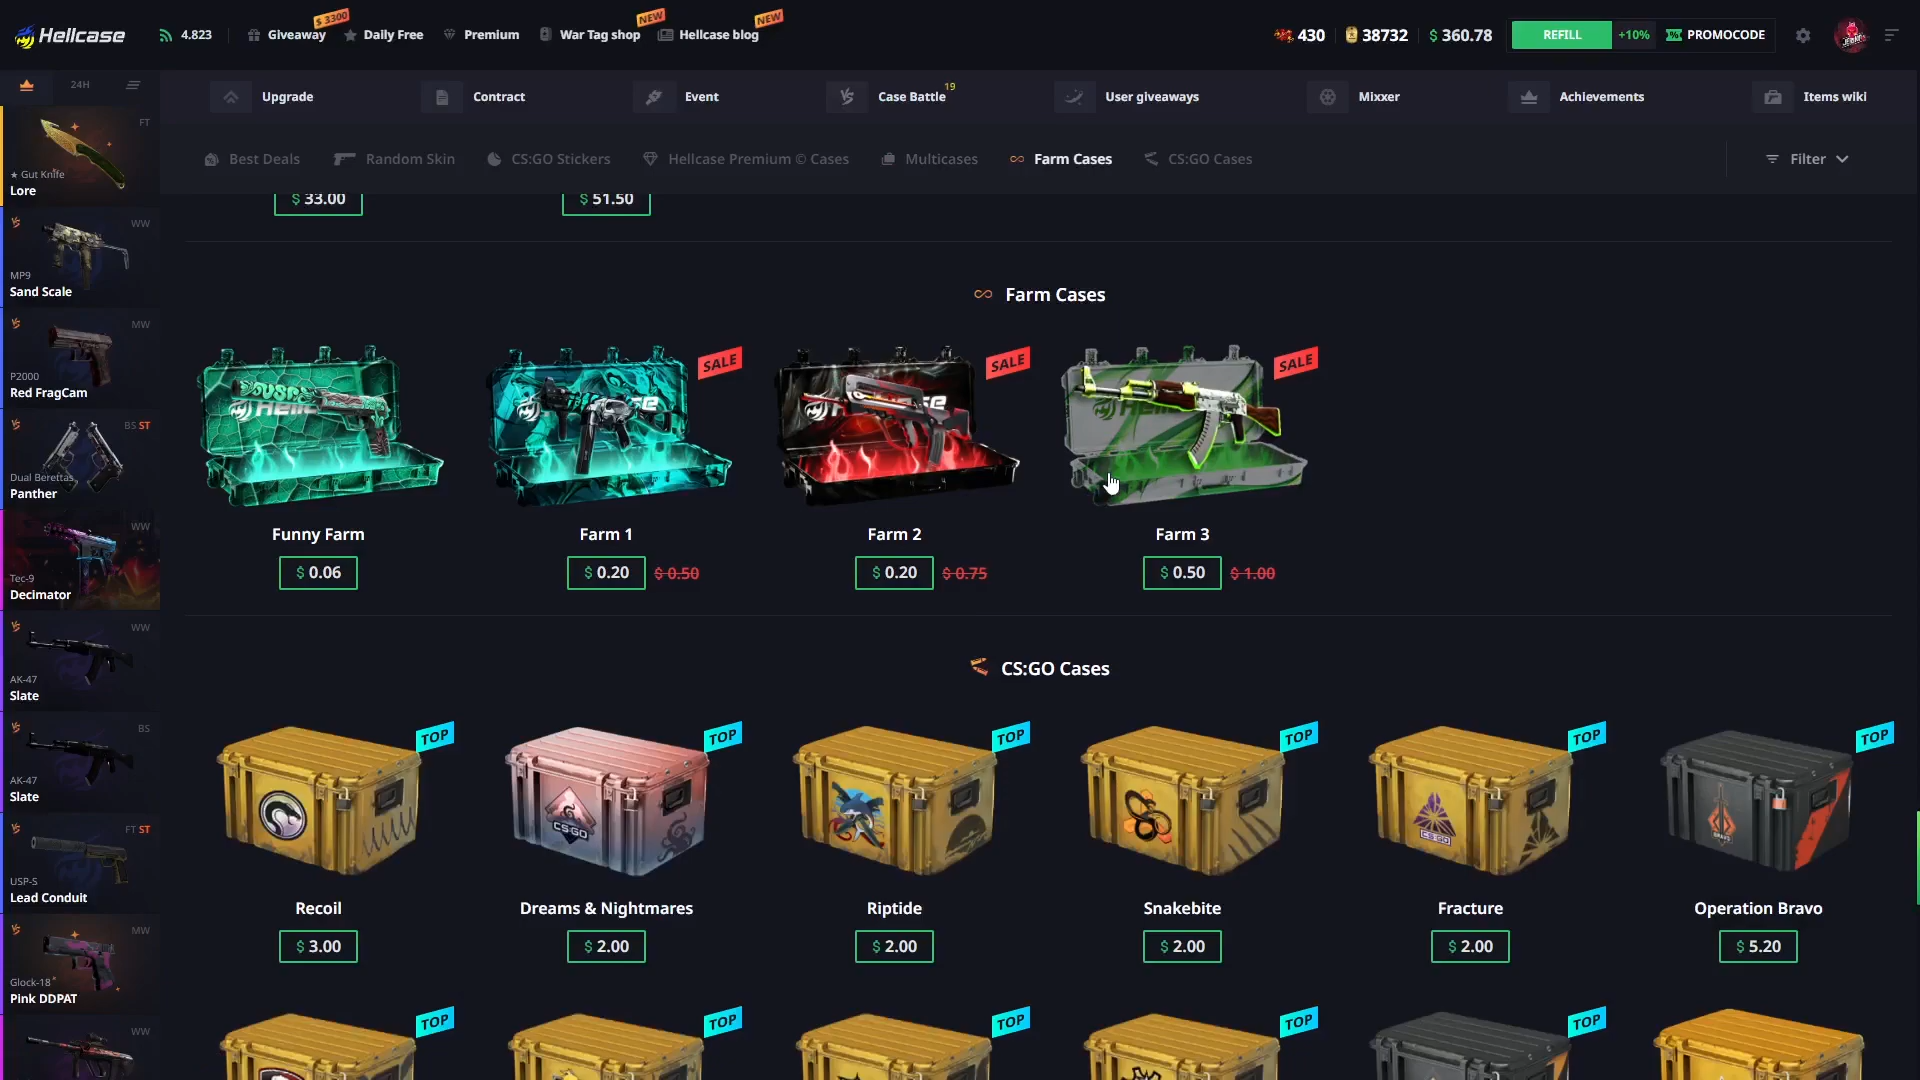 Hellcase
4.823
Giveaway
$ 3300
Daily Free
Premium
War Tag shop
NEW
Hellcase blog
NEW
430
38732
$ 360.78
REFILL
+10%
PROMOCODE
24H
Upgrade
Contract
Event
Case Battle
19
User giveaways
Mixxer
Achievements
Items wiki
Best Deals
Random Skin
CS:GO Stickers
Hellcase Premium © Cases
Multicases
Farm Cases
CS:GO Cases
Filter
FT
★ Gut Knife
Lore
WW
MP9
Sand Scale
MW
P2000
Red FragCam
BS ST
Dual Berettas
Panther
WW
Tec-9
Decimator
WW
AK-47
Slate
BS
AK-47
Slate
FT ST
USP-S
Lead Conduit
MW
Glock-18
Pink DDPAT
WW
$ 33.00
$ 51.50
Farm Cases
SALE
SALE
SALE
Funny Farm
Farm 1
Farm 2
Farm 3
$ 0.06
$ 0.20 $ 0.50
$ 0.20 $ 0.75
$ 0.50 $ 1.00
CS:GO Cases
TOP
TOP
TOP
TOP
TOP
TOP
CS:GO
CS:GO
BRAVO
Recoil
Dreams & Nightmares
Riptide
Snakebite
Fracture
Operation Bravo
$ 3.00
$ 2.00
$ 2.00
$ 2.00
$ 2.00
$ 5.20
TOP
TOP
TOP
TOP
TOP